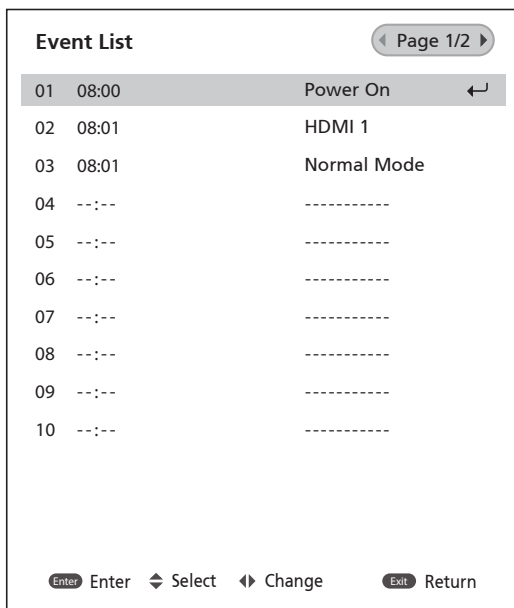 Event List Page 1/2
01 08:00 Power On
02 08:01 HDMI 1
03 08:01 Normal Mode
04 --:-- -----------
05 --:-- -----------
06 --:-- -----------
07 --:-- -----------
08 --:-- -----------
09 --:-- -----------
10 --:-- -----------
Enter Enter Select Change Exit Return